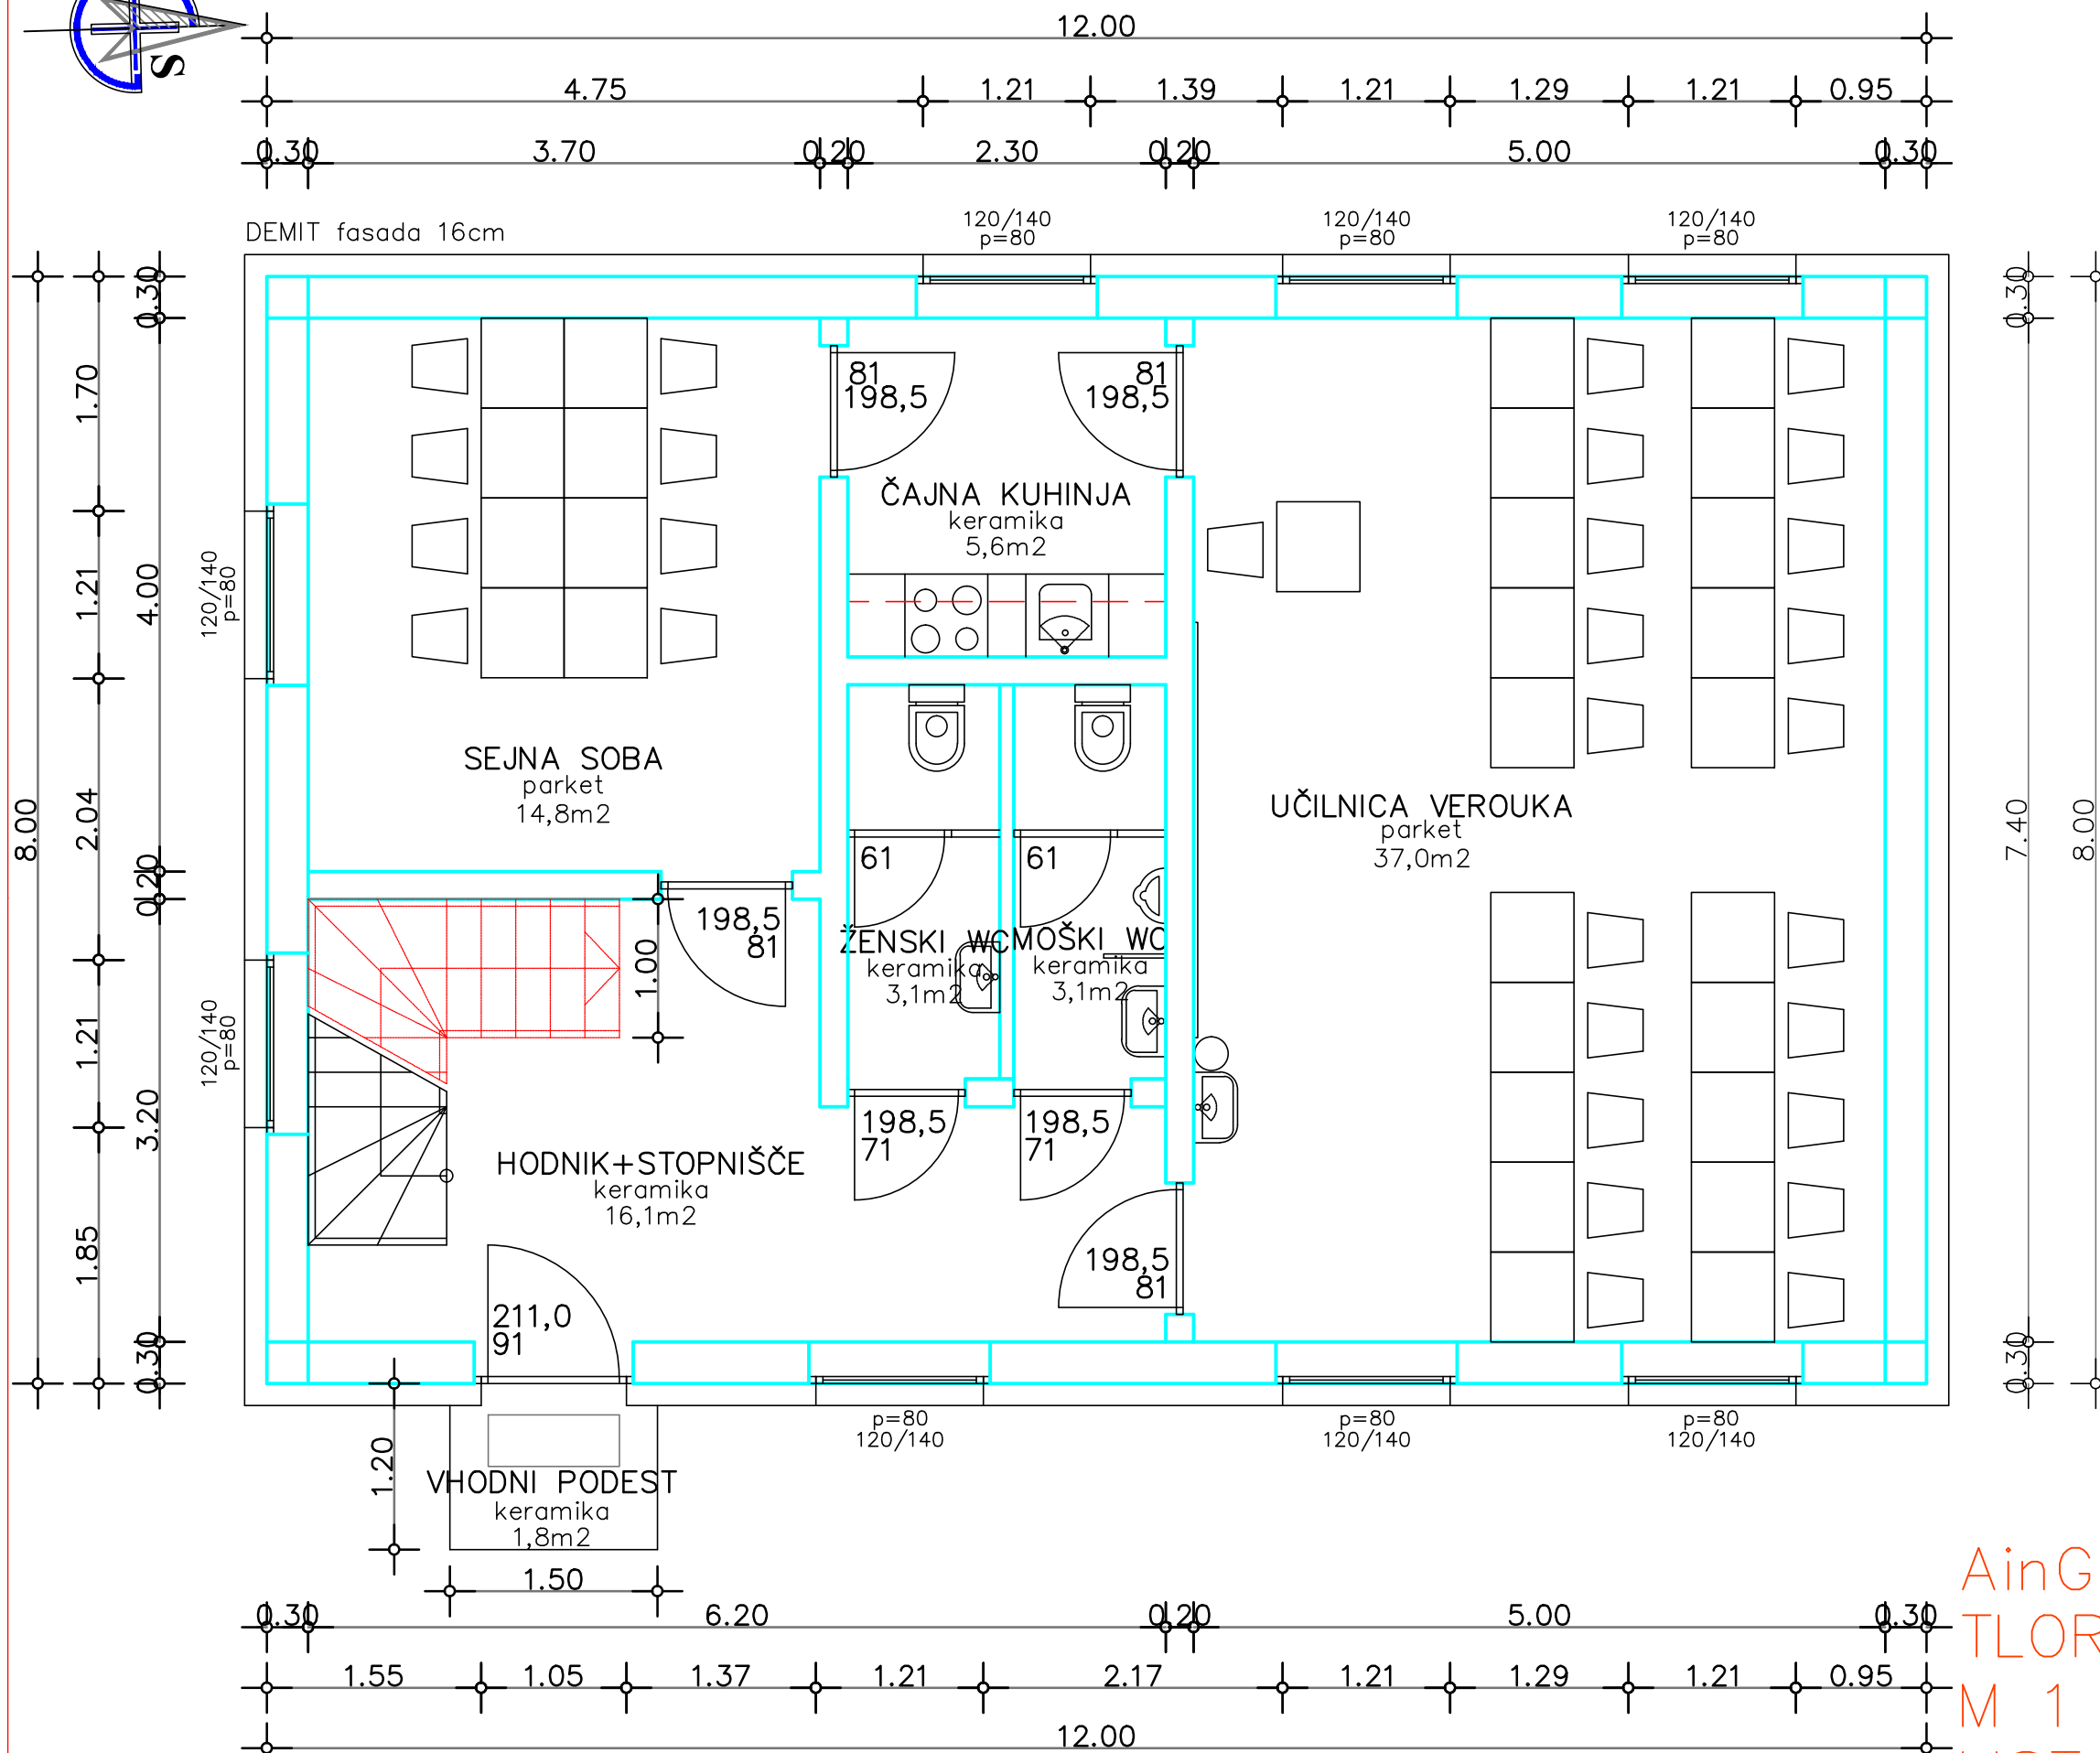 S
12.00
4.75 1.21 1.39 1.21 1.29 1.21 0.95
0.30 3.70 0.20 2.30 0.20 5.00 0.30
DEMIT fasada 16cm
120/140
p=80
120/140
p=80
120/140
p=80
8.00
1.70
1.21
2.04
1.21
1.85
0.30
4.00
0.20
3.20
0.30
120/140
p=80
120/140
p=80
81
198,5
81
198,5
ČAJNA KUHINJA
keramika
5,6m2
SEJNA SOBA
parket
14,8m2
UČILNICA VEROUKA
parket
37,0m2
61
61
198,5
81
1.00
ŽENSKI WC
keramika
3,1m2
MOŠKI WC
keramika
3,1m2
198,5
71
198,5
71
HODNIK+STOPNIŠČE
keramika
16,1m2
198,5
81
211,0
91
0.30
7.40
0.30
8.00
p=80
120/140
p=80
120/140
p=80
120/140
1.20
VHODNI PODEST
keramika
1,8m2
1.50
0.30 6.20 0.20 5.00 0.30
1.55 1.05 1.37 1.21 2.17 1.21 1.29 1.21 0.95
12.00
AinG
TLOR
M 1